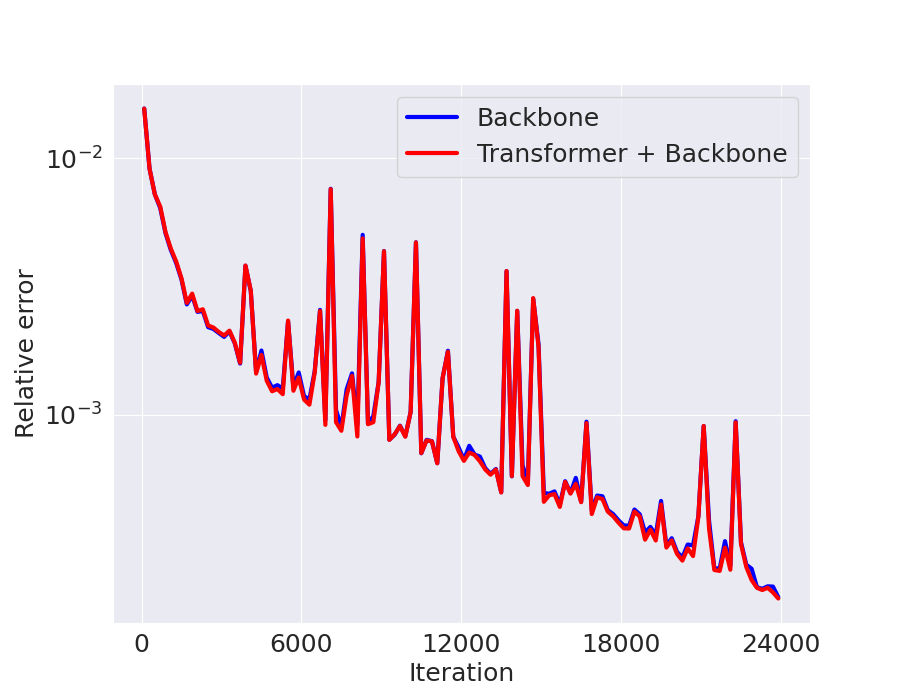 Backbone
Transformer + Backbone
10⁻²
10⁻³
Relative error
0 6000 12000 18000 24000
Iteration